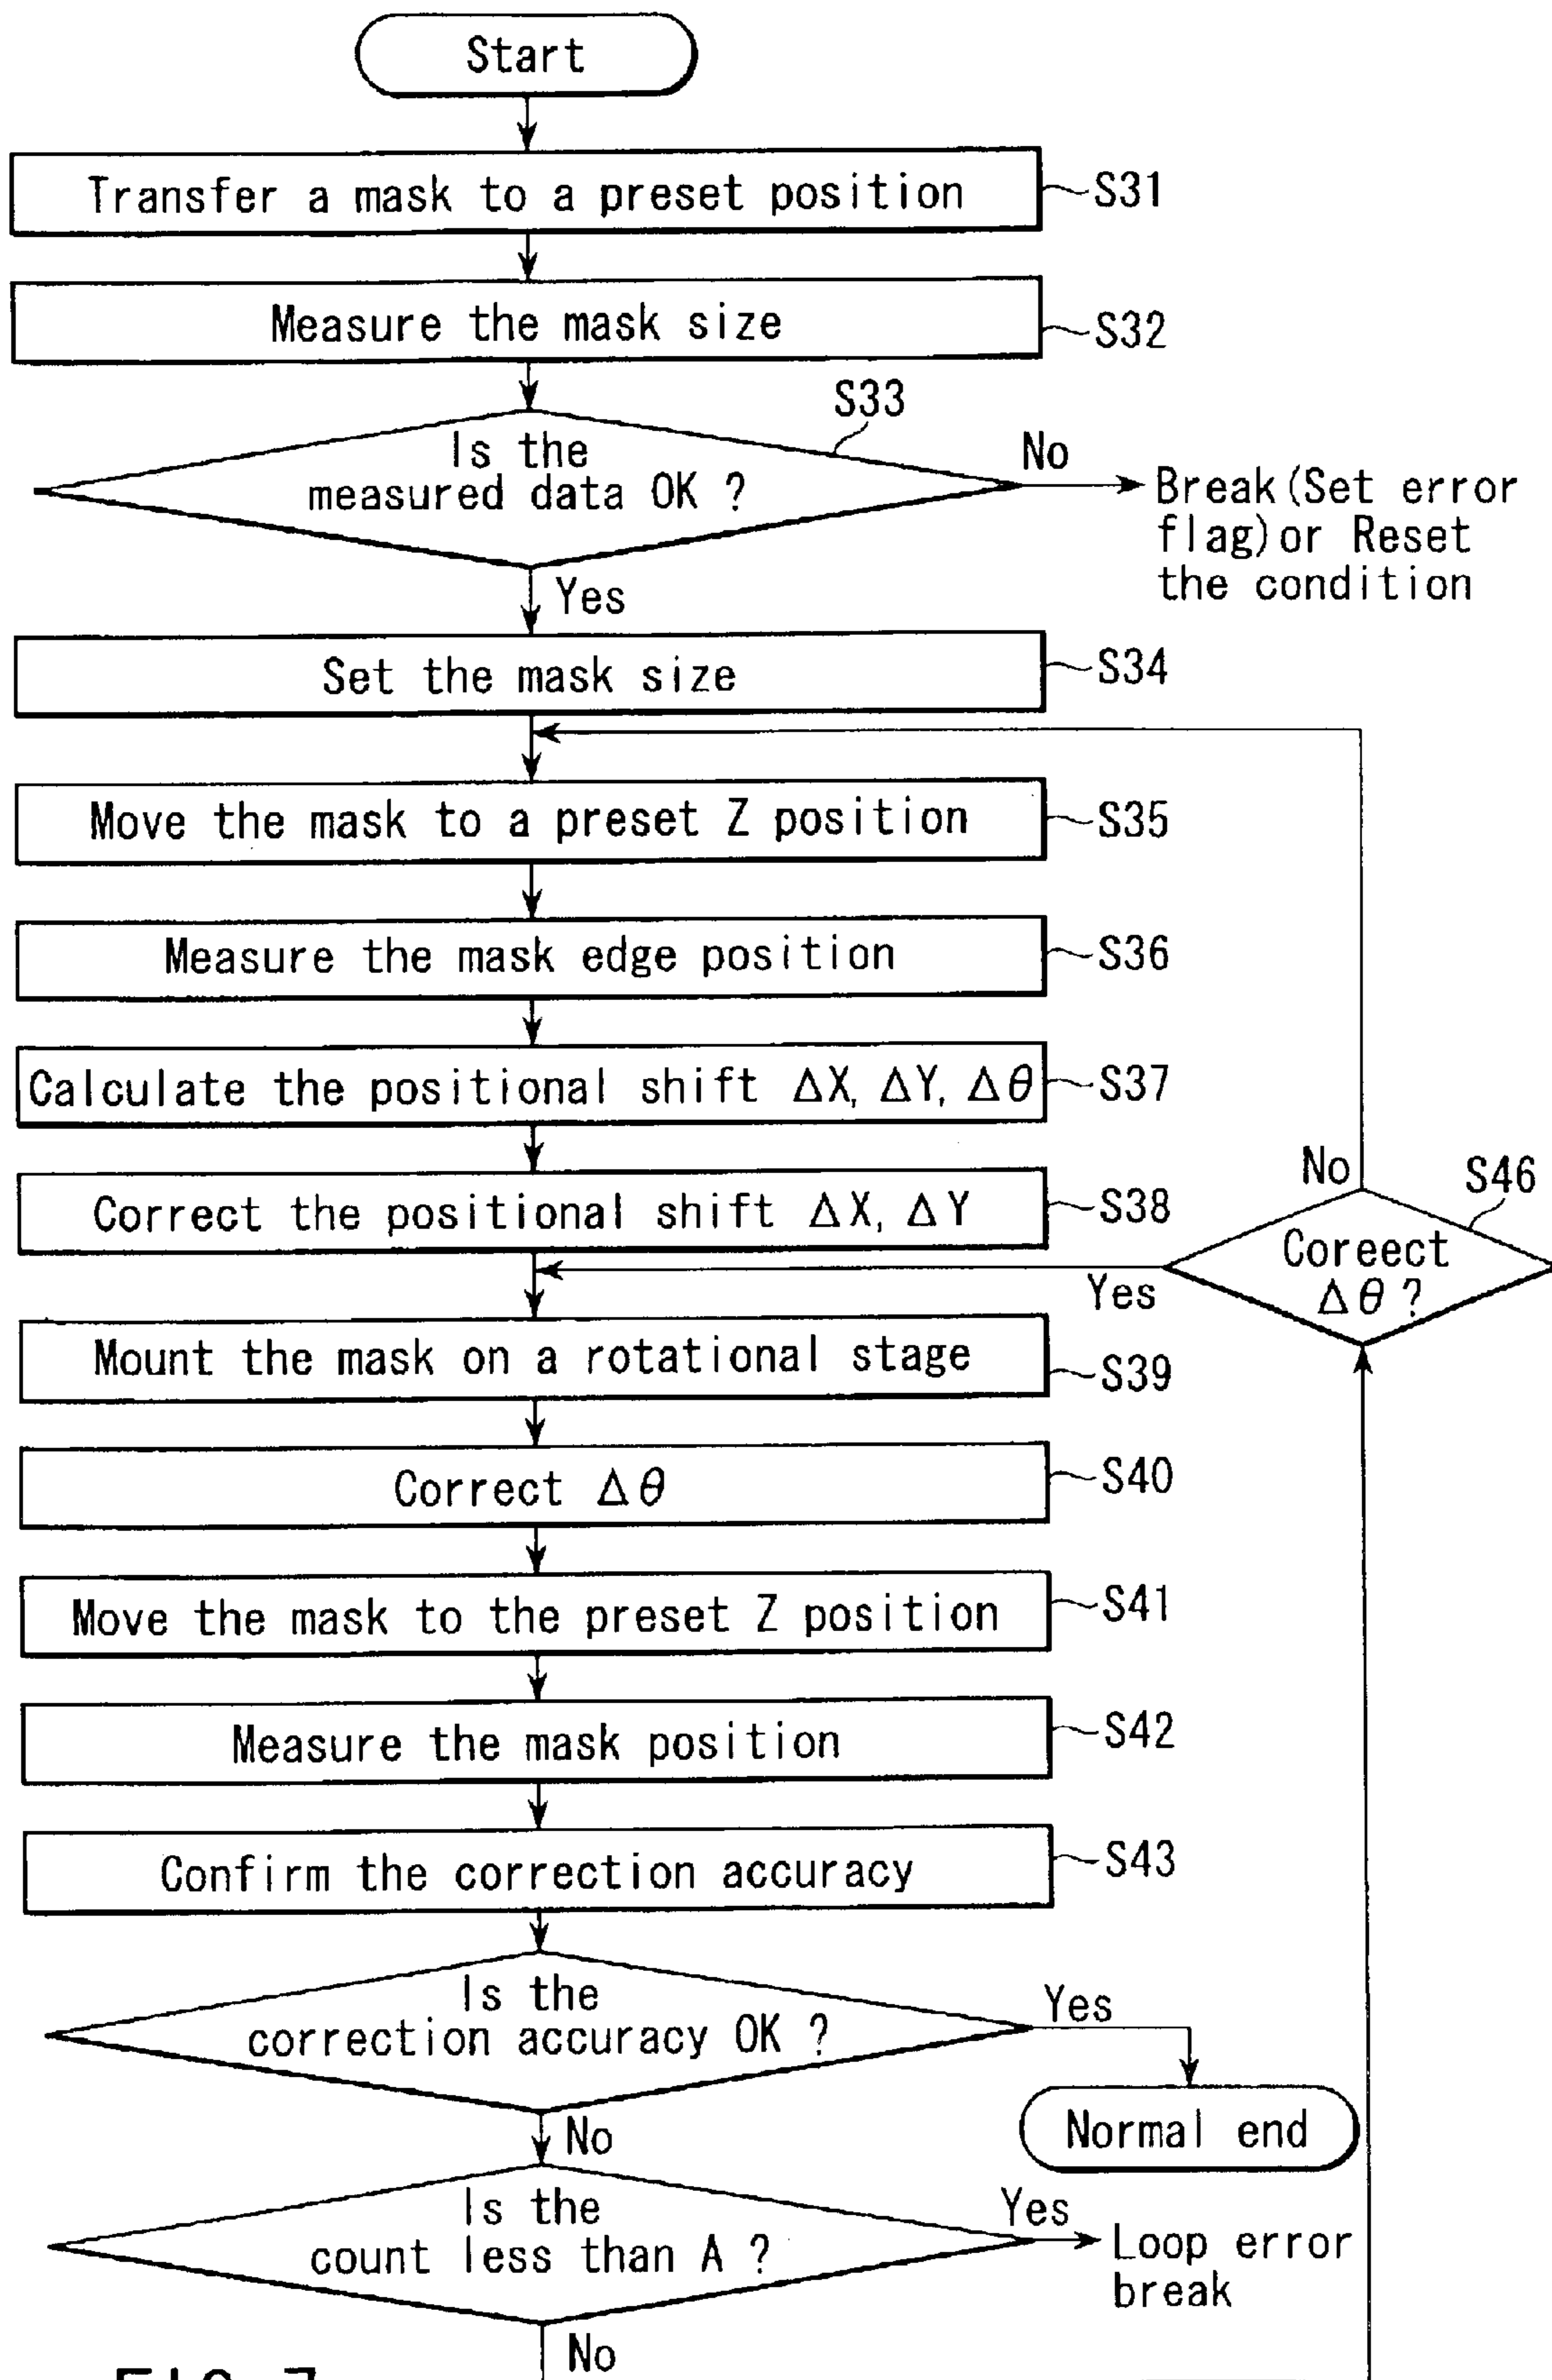 Start
Transfer a mask to a preset position
S31
Measure the mask size
S32
S33
Is the
measured data OK ?
No
Break(Set error
flag)or Reset
the condition
Yes
Set the mask size
S34
Move the mask to a preset Z position
S35
Measure the mask edge position
S36
Calculate the positional shift ΔX, ΔY, Δθ
S37
Correct the positional shift ΔX, ΔY
S38
No
S46
Coreect
Δθ ?
Yes
Mount the mask on a rotational stage
S39
Correct Δθ
S40
Move the mask to the preset Z position
S41
Measure the mask position
S42
Confirm the correction accuracy
S43
Is the
correction accuracy OK ?
Yes
Normal end
No
Is the
count less than A ?
Yes
Loop error
break
No